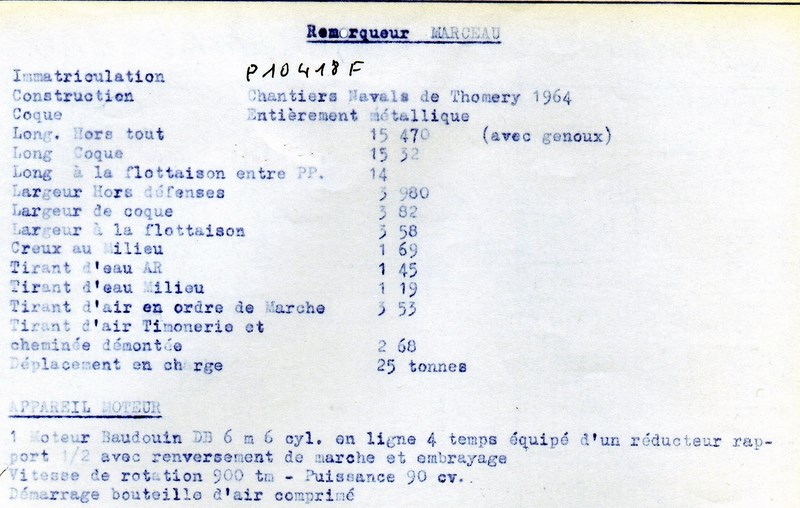 Remorqueur MARCEAU
Immatriculation P10418F
Construction Chantiers Navals de Thomery 1964
Coque Entièrement métallique
Long. Hors tout 15 470 (avec genoux)
Long Coque 15 32
Long à la flottaison entre PP. 14
Largeur Hors défenses 3 980
Largeur de coque 3 82
Largeur à la flottaison 3 58
Creux au Milieu 1 69
Tirant d'eau AR 1 45
Tirant d'eau Milieu 1 19
Tirant d'air en ordre de Marche 3 53
Tirant d'air Timonerie et
cheminée démontée 2 68
Déplacement en charge 25 tonnes
APPAREIL MOTEUR
1 Moteur Baudouin DB 6 m 6 cyl. en ligne 4 temps équipé d'un réducteur rap-
port 1/2 avec renversement de marche et embrayage
Vitesse de rotation 900 tm - Puissance 90 cv.
Démarrage bouteille d'air comprimé